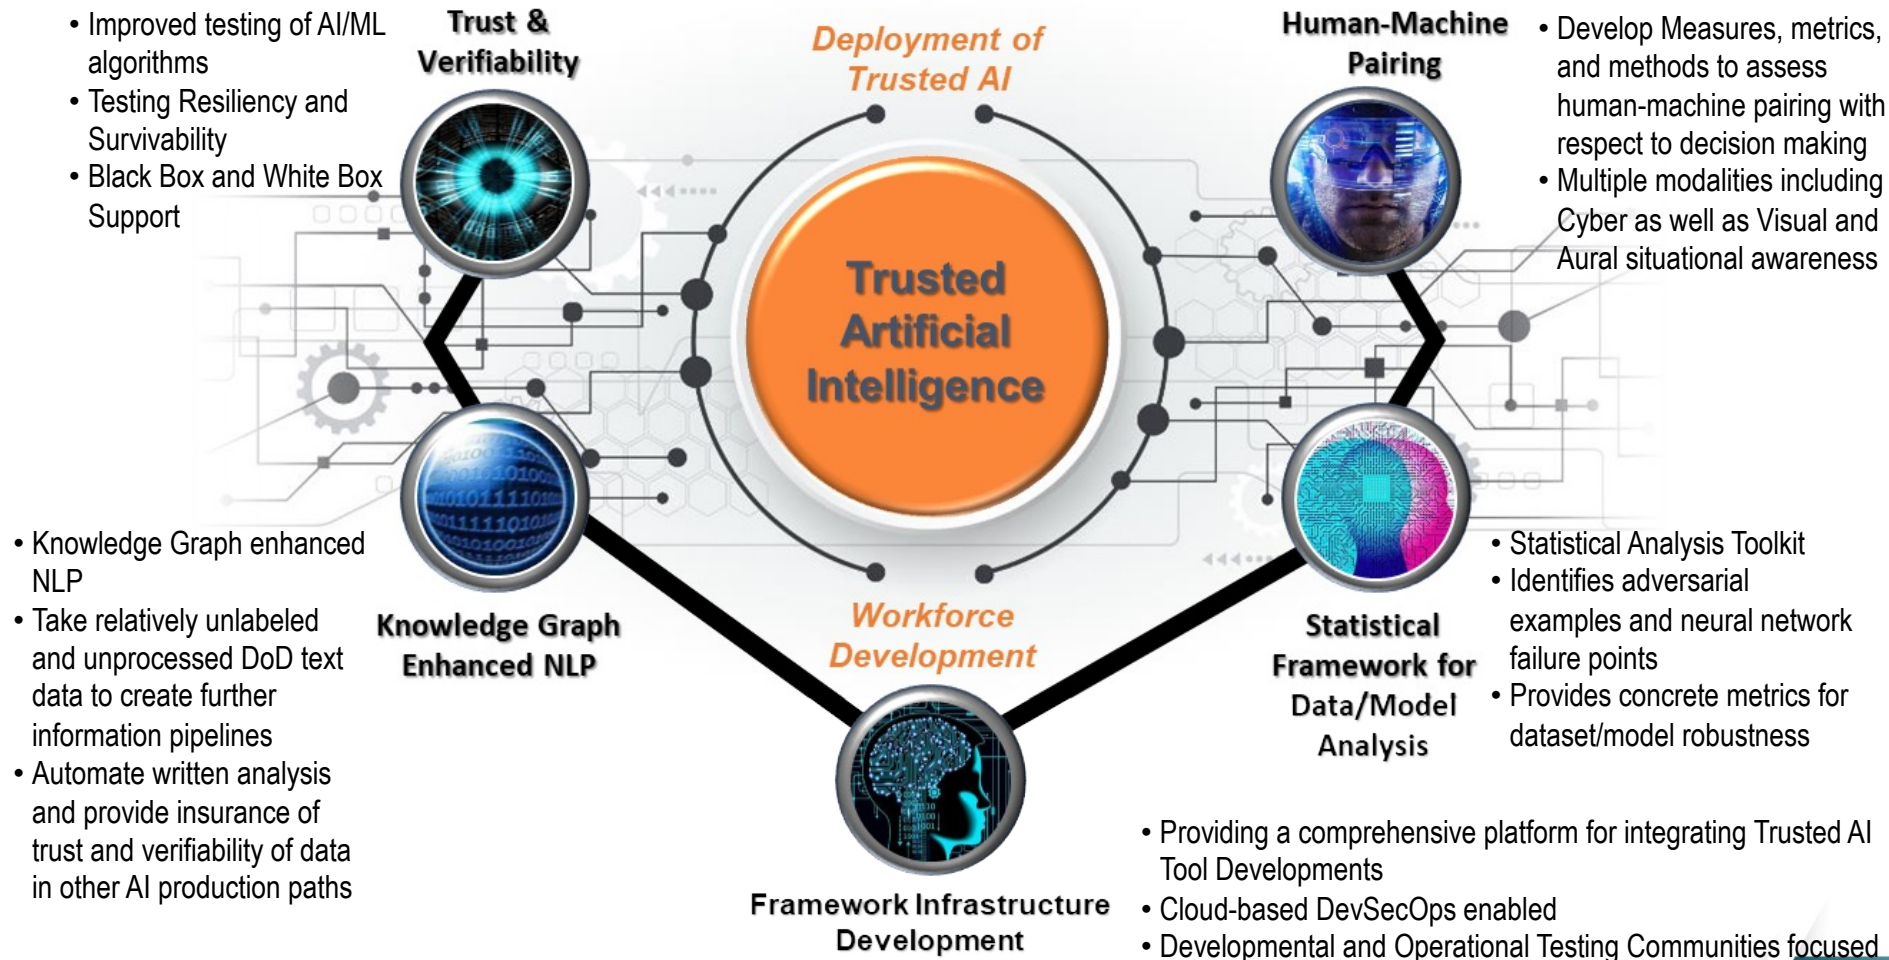 • Improved testing of AI/ML
algorithms
• Testing Resiliency and
Survivability
• Black Box and White Box
Support
Trust &
Verifiability
Deployment of
Trusted AI
Human-Machine
Pairing
• Develop Measures, metrics,
and methods to assess
human-machine pairing with
respect to decision making
• Multiple modalities including
Cyber as well as Visual and
Aural situational awareness
Trusted
Artificial
Intelligence
• Knowledge Graph enhanced
NLP
• Take relatively unlabeled
and unprocessed DoD text
data to create further
information pipelines
• Automate written analysis
and provide insurance of
trust and verifiability of data
in other AI production paths
Knowledge Graph
Enhanced NLP
Workforce
Development
Statistical
Framework for
Data/Model
Analysis
• Statistical Analysis Toolkit
• Identifies adversarial
examples and neural network
failure points
• Provides concrete metrics for
dataset/model robustness
Framework Infrastructure
Development
• Providing a comprehensive platform for integrating Trusted AI
Tool Developments
• Cloud-based DevSecOps enabled
• Developmental and Operational Testing Communities focused